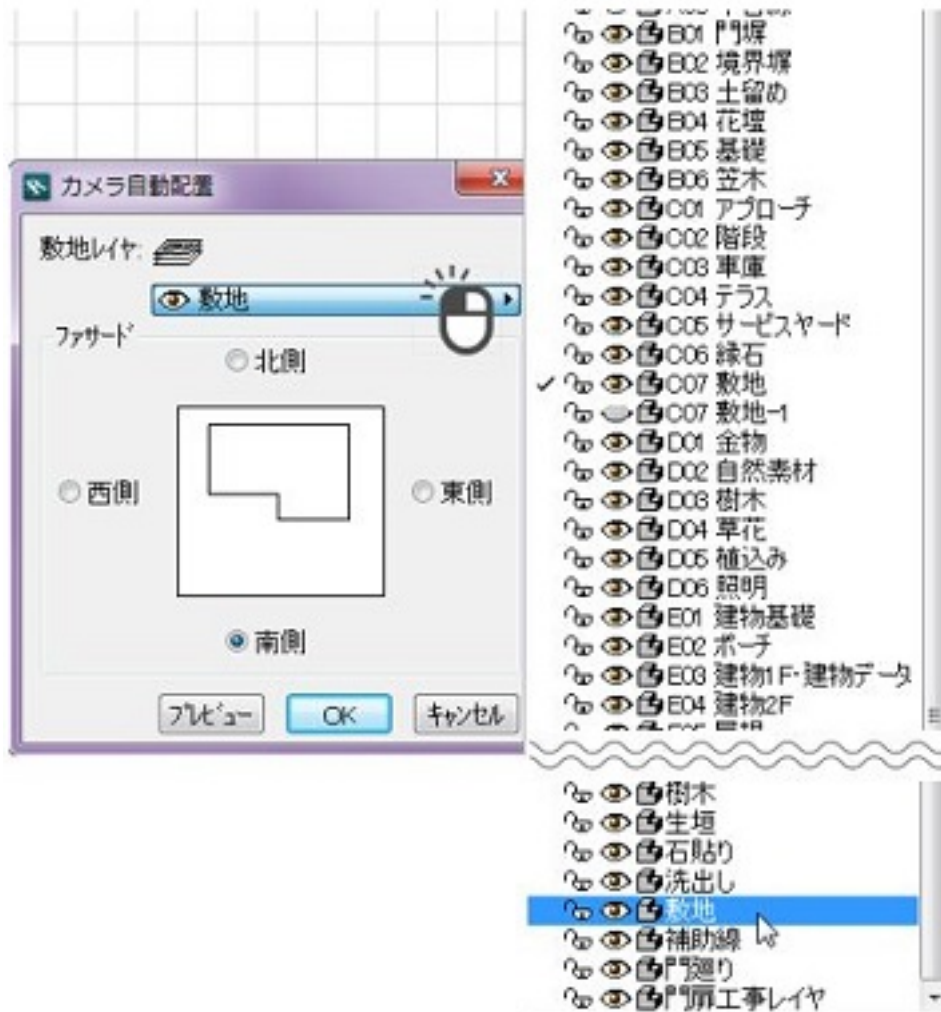 カメラ自動配置
敷地レイヤ:
敷地
ファサード
北側
西側
東側
南側
プレビュー
OK
キャンセル
B01 門塀
B02 境界塀
B03 土留め
B04 花壇
B05 基礎
B06 笠木
C01 アプローチ
C02 階段
C03 車庫
C04 テラス
C05 サービスヤード
C06 縁石
C07 敷地
C07 敷地-1
D01 金物
D02 自然素材
D03 樹木
D04 草花
D05 植込み
D06 照明
E01 建物基礎
E02 ポーチ
E03 建物1F・建物データ
E04 建物2F
樹木
生垣
石貼り
洗出し
敷地
補助線
門廻り
門扉工事レイヤ